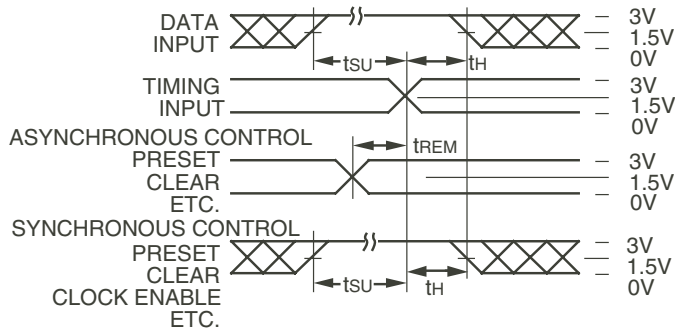 DATA INPUT
3V
1.5V
0V
tSU
tH
TIMING INPUT
3V
1.5V
0V
ASYNCHRONOUS CONTROL
PRESET
CLEAR
ETC.
tREM
3V
1.5V
0V
SYNCHRONOUS CONTROL
PRESET
CLEAR
CLOCK ENABLE
ETC.
tSU
tH
3V
1.5V
0V